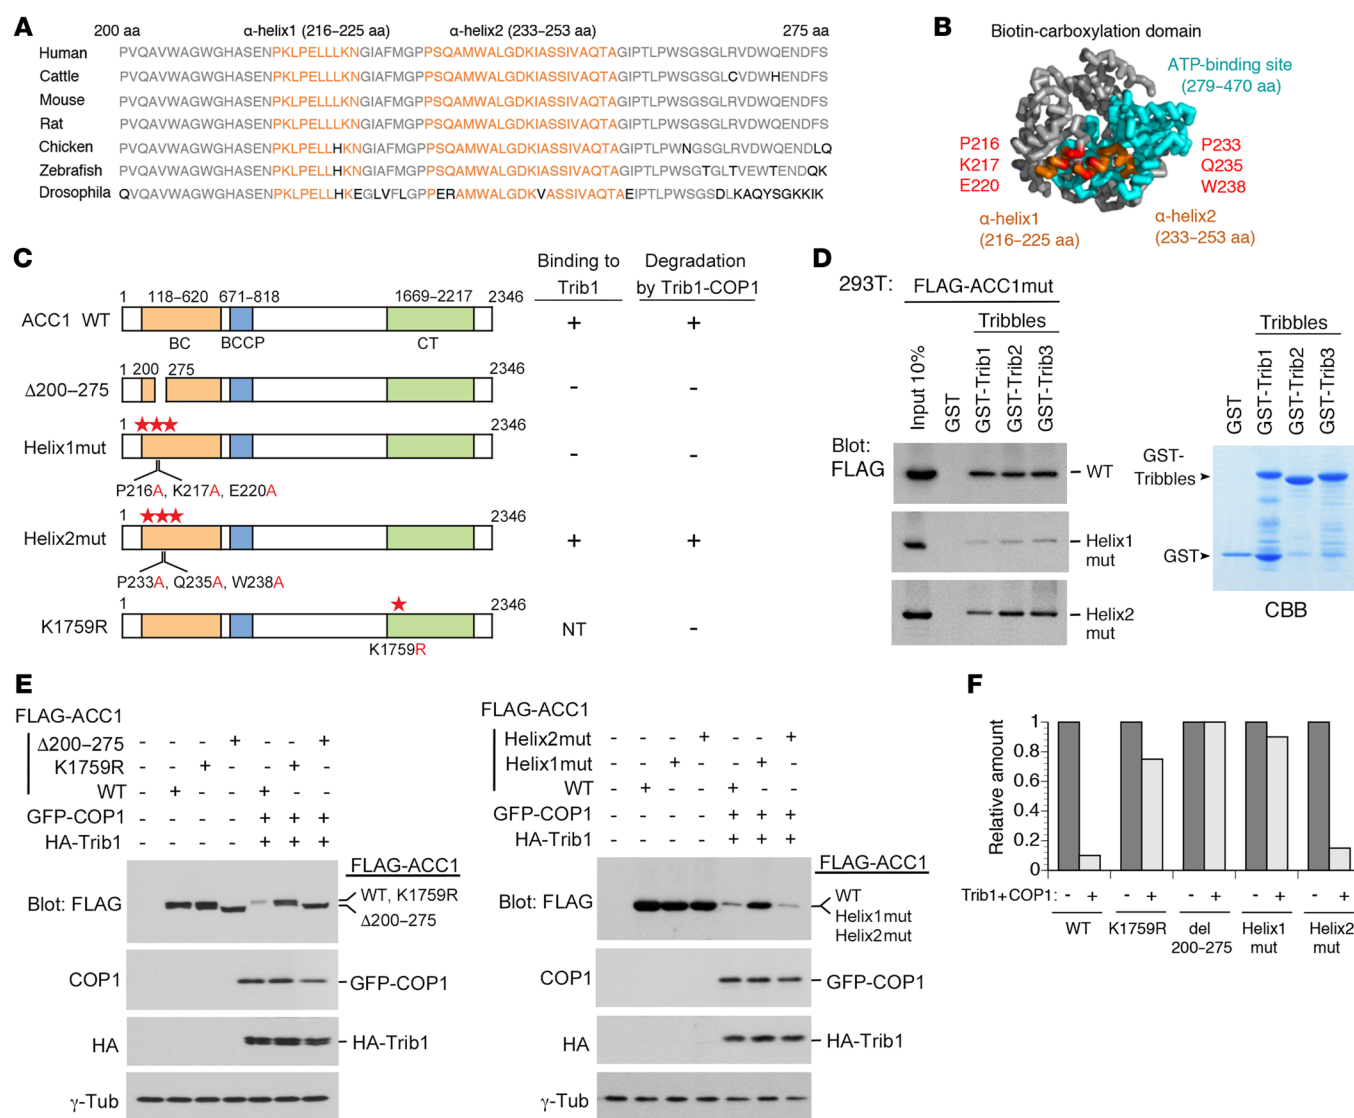 A
200 aa α-helix1 (216–225 aa) α-helix2 (233–253 aa) 275 aa
Human PVQAVWAGWGHASENPKLPELLLKNGIAFMGPPSQAMWALGDKIASSIVAQTAGIPTLPWSGSGLRVDWQENDFS
Cattle PVQAVWAGWGHASENPKLPELLLKNGIAFMGPPSQAMWALGDKIASSIVAQTAGIPTLPWSGSGLCVDWHENDFS
Mouse PVQAVWAGWGHASENPKLPELLLKNGIAFMGPPSQAMWALGDKIASSIVAQTAGIPTLPWSGSGLRVDWQENDFS
Rat PVQAVWAGWGHASENPKLPELLLKNGIAFMGPPSQAMWALGDKIASSIVAQTAGIPTLPWSGSGLRVDWQENDFS
Chicken PVQAVWAGWGHASENPKLPELLHKNGIAFMGPPSQAMWALGDKIASSIVAQTAGIPTLPWNGSGLRVDWQENDLQ
Zebrafish PVQAVWAGWGHASENPKLPELLHKNGIAFMGPPSQAMWALGDKIASSIVAQTAGIPTLPWSGTGLTVEWTENDQK
Drosophila QVQAVWAGWGHASENPKLPELLHKEGLVFLGPPERAMWALGDKVASSIVAQTAEIPTLPWSGSDLKAQYSGKKIK
B
Biotin-carboxylation domain
ATP-binding site
(279–470 aa)
P216
K217
E220
P233
Q235
W238
α-helix1
(216–225 aa)
α-helix2
(233–253 aa)
C
Binding to Trib1
Degradation by Trib1-COP1
1 118–620 671–818 1669–2217 2346
ACC1 WT + +
BC BCCP CT
1 200 275 2346
Δ200–275 - -
1 2346
Helix1mut - -
P216A, K217A, E220A
1 2346
Helix2mut + +
P233A, Q235A, W238A
1 2346
K1759R NT -
K1759R
D
293T: FLAG-ACC1mut
Tribbles
Input 10% GST GST-Trib1 GST-Trib2 GST-Trib3
Blot:
FLAG
WT
Helix1
mut
Helix2
mut
Tribbles
GST GST-Trib1 GST-Trib2 GST-Trib3
GST-
Tribbles
GST
CBB
E
FLAG-ACC1
Δ200–275 - - - + - - +
K1759R - - + - - + -
WT - + - - + - -
GFP-COP1 - - - - + + +
HA-Trib1 - - - - + + +
FLAG-ACC1
Blot: FLAG
WT, K1759R
Δ200–275
COP1
GFP-COP1
HA
HA-Trib1
γ-Tub
FLAG-ACC1
Helix2mut - - - + - - +
Helix1mut - - + - - + -
WT - + - - + - -
GFP-COP1 - - - - + + +
HA-Trib1 - - - - + + +
FLAG-ACC1
Blot: FLAG
WT
Helix1mut
Helix2mut
COP1
GFP-COP1
HA
HA-Trib1
γ-Tub
F
Relative amount
1
0.8
0.6
0.4
0.2
0
Trib1+COP1: - + - + - + - + - +
WT K1759R del 200-275 Helix1 mut Helix2 mut